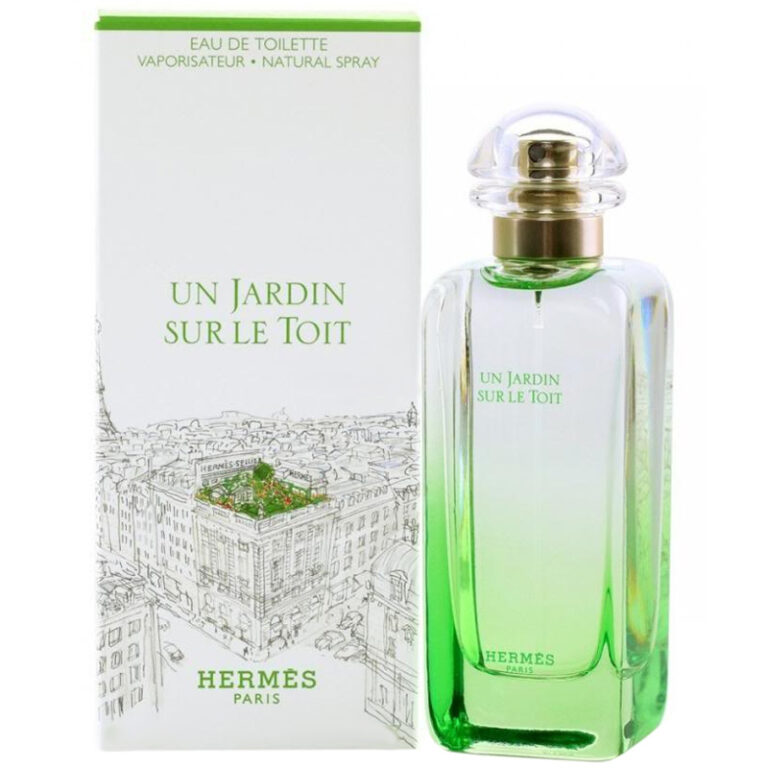 EAU DE TOILETTE
VAPORISATEUR • NATURAL SPRAY
UN JARDIN
SUR LE TOIT
HERMÈS
HERMÈS
PARIS
UN JARDIN
SUR LE TOIT
HERMÈS
PARIS